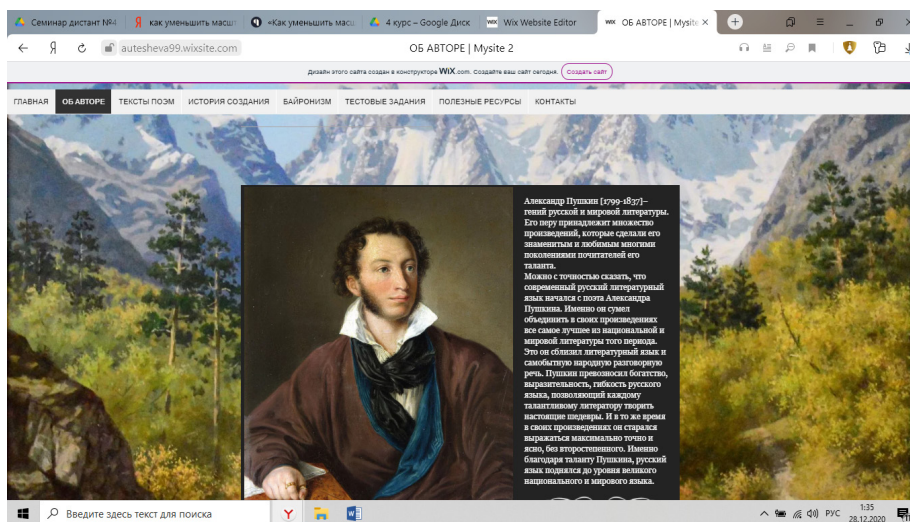 Семинар дистант №4
как уменьшить масшт
«Как уменьшить масш
4 курс – Google Диск
WIX Wix Website Editor
WIX ОБ АВТОРЕ | Mysite
autesheva99.wixsite.com
ОБ АВТОРЕ | Mysite 2
Дизайн этого сайта создан в конструкторе WIX.com. Создайте ваш сайт сегодня. Создать сайт
ГЛАВНАЯ ОБ АВТОРЕ ТЕКСТЫ ПОЭМ ИСТОРИЯ СОЗДАНИЯ БАЙРОНИЗМ ТЕСТОВЫЕ ЗАДАНИЯ ПОЛЕЗНЫЕ РЕСУРСЫ КОНТАКТЫ
Александр Пушкин [1799-1837]–
гений русской и мировой литературы.
Его перу принадлежит множество
произведений, которые сделали его
знаменитым и любимым многими
поколениями почитателей его
таланта.
Можно с точностью сказать, что
современный русский литературный
язык начался с поэта Александра
Пушкина. Именно он сумел
объединить в своих произведениях
все самое лучшее из национальной и
мировой литературы того периода.
Это он сблизил литературный язык и
самобытную народную разговорную
речь. Пушкин превозносил богатство,
выразительность, гибкость русского
языка, позволяющий каждому
талантливому литератору творить
настоящие шедевры. И в то же время
в своих произведениях он старался
выражаться максимально точно и
ясно, без второстепенного. Именно
благодаря таланту Пушкина, русский
язык поднялся до уровня великого
национального и мирового языка.
Введите здесь текст для поиска
РУС
1:35
28.12.2020